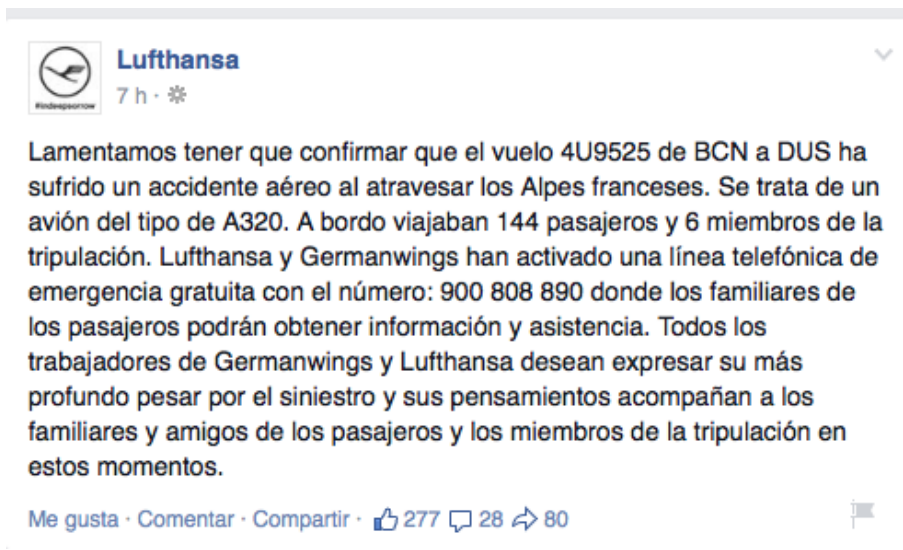 Lufthansa
7 h ·
#indeepsorrow
Lamentamos tener que confirmar que el vuelo 4U9525 de BCN a DUS ha
sufrido un accidente aéreo al atravesar los Alpes franceses. Se trata de un
avión del tipo de A320. A bordo viajaban 144 pasajeros y 6 miembros de la
tripulación. Lufthansa y Germanwings han activado una línea telefónica de
emergencia gratuita con el número: 900 808 890 donde los familiares de
los pasajeros podrán obtener información y asistencia. Todos los
trabajadores de Germanwings y Lufthansa desean expresar su más
profundo pesar por el siniestro y sus pensamientos acompañan a los
familiares y amigos de los pasajeros y los miembros de la tripulación en
estos momentos.
Me gusta · Comentar · Compartir · 277 28 80